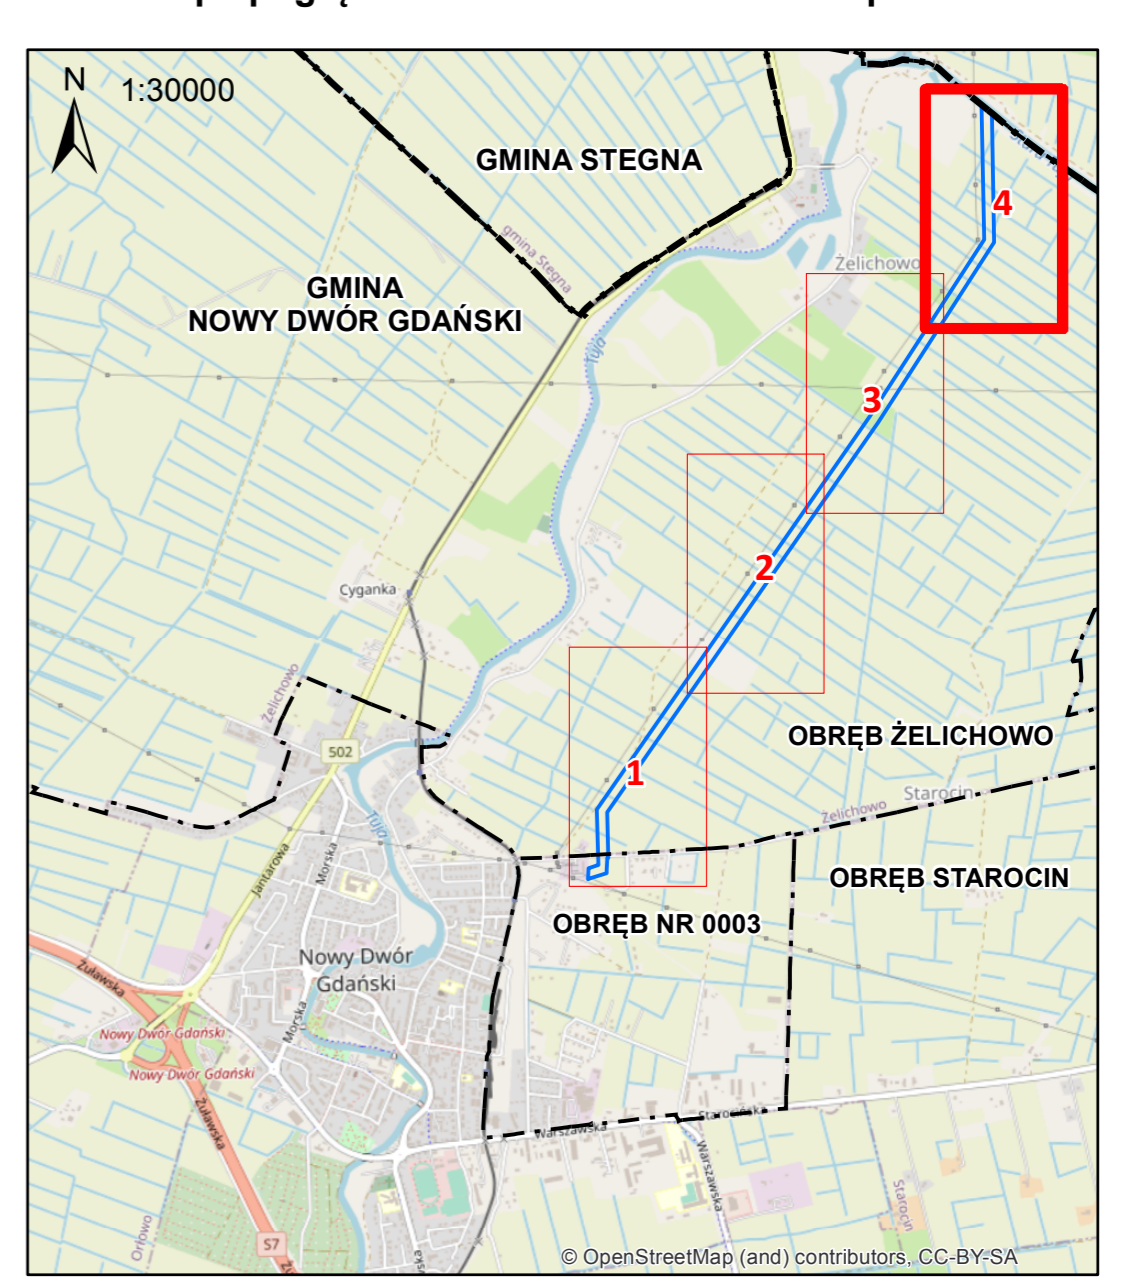 N
1:30000
GMINA STEGNA
gmina Stegna
GMINA
NOWY DWÓR GDAŃSKI
Żelichowo
4
Tuja
3
2
Cyganka
Żelichowo
502
1
OBRĘB ŻELICHOWO
Starocin
Żelichowo
Tuja
Morska
Jantarowa
OBRĘB STAROCIN
OBRĘB NR 0003
Nowy Dwór
Gdański
Żuławska
Morska
Nowy Dwór Gdański
Nowy Dwór Gdański
Żuławska
Warszawska
Starocińska
Warszawska
Starocin
Orłowo
S7
© OpenStreetMap (and) contributors, CC-BY-SA